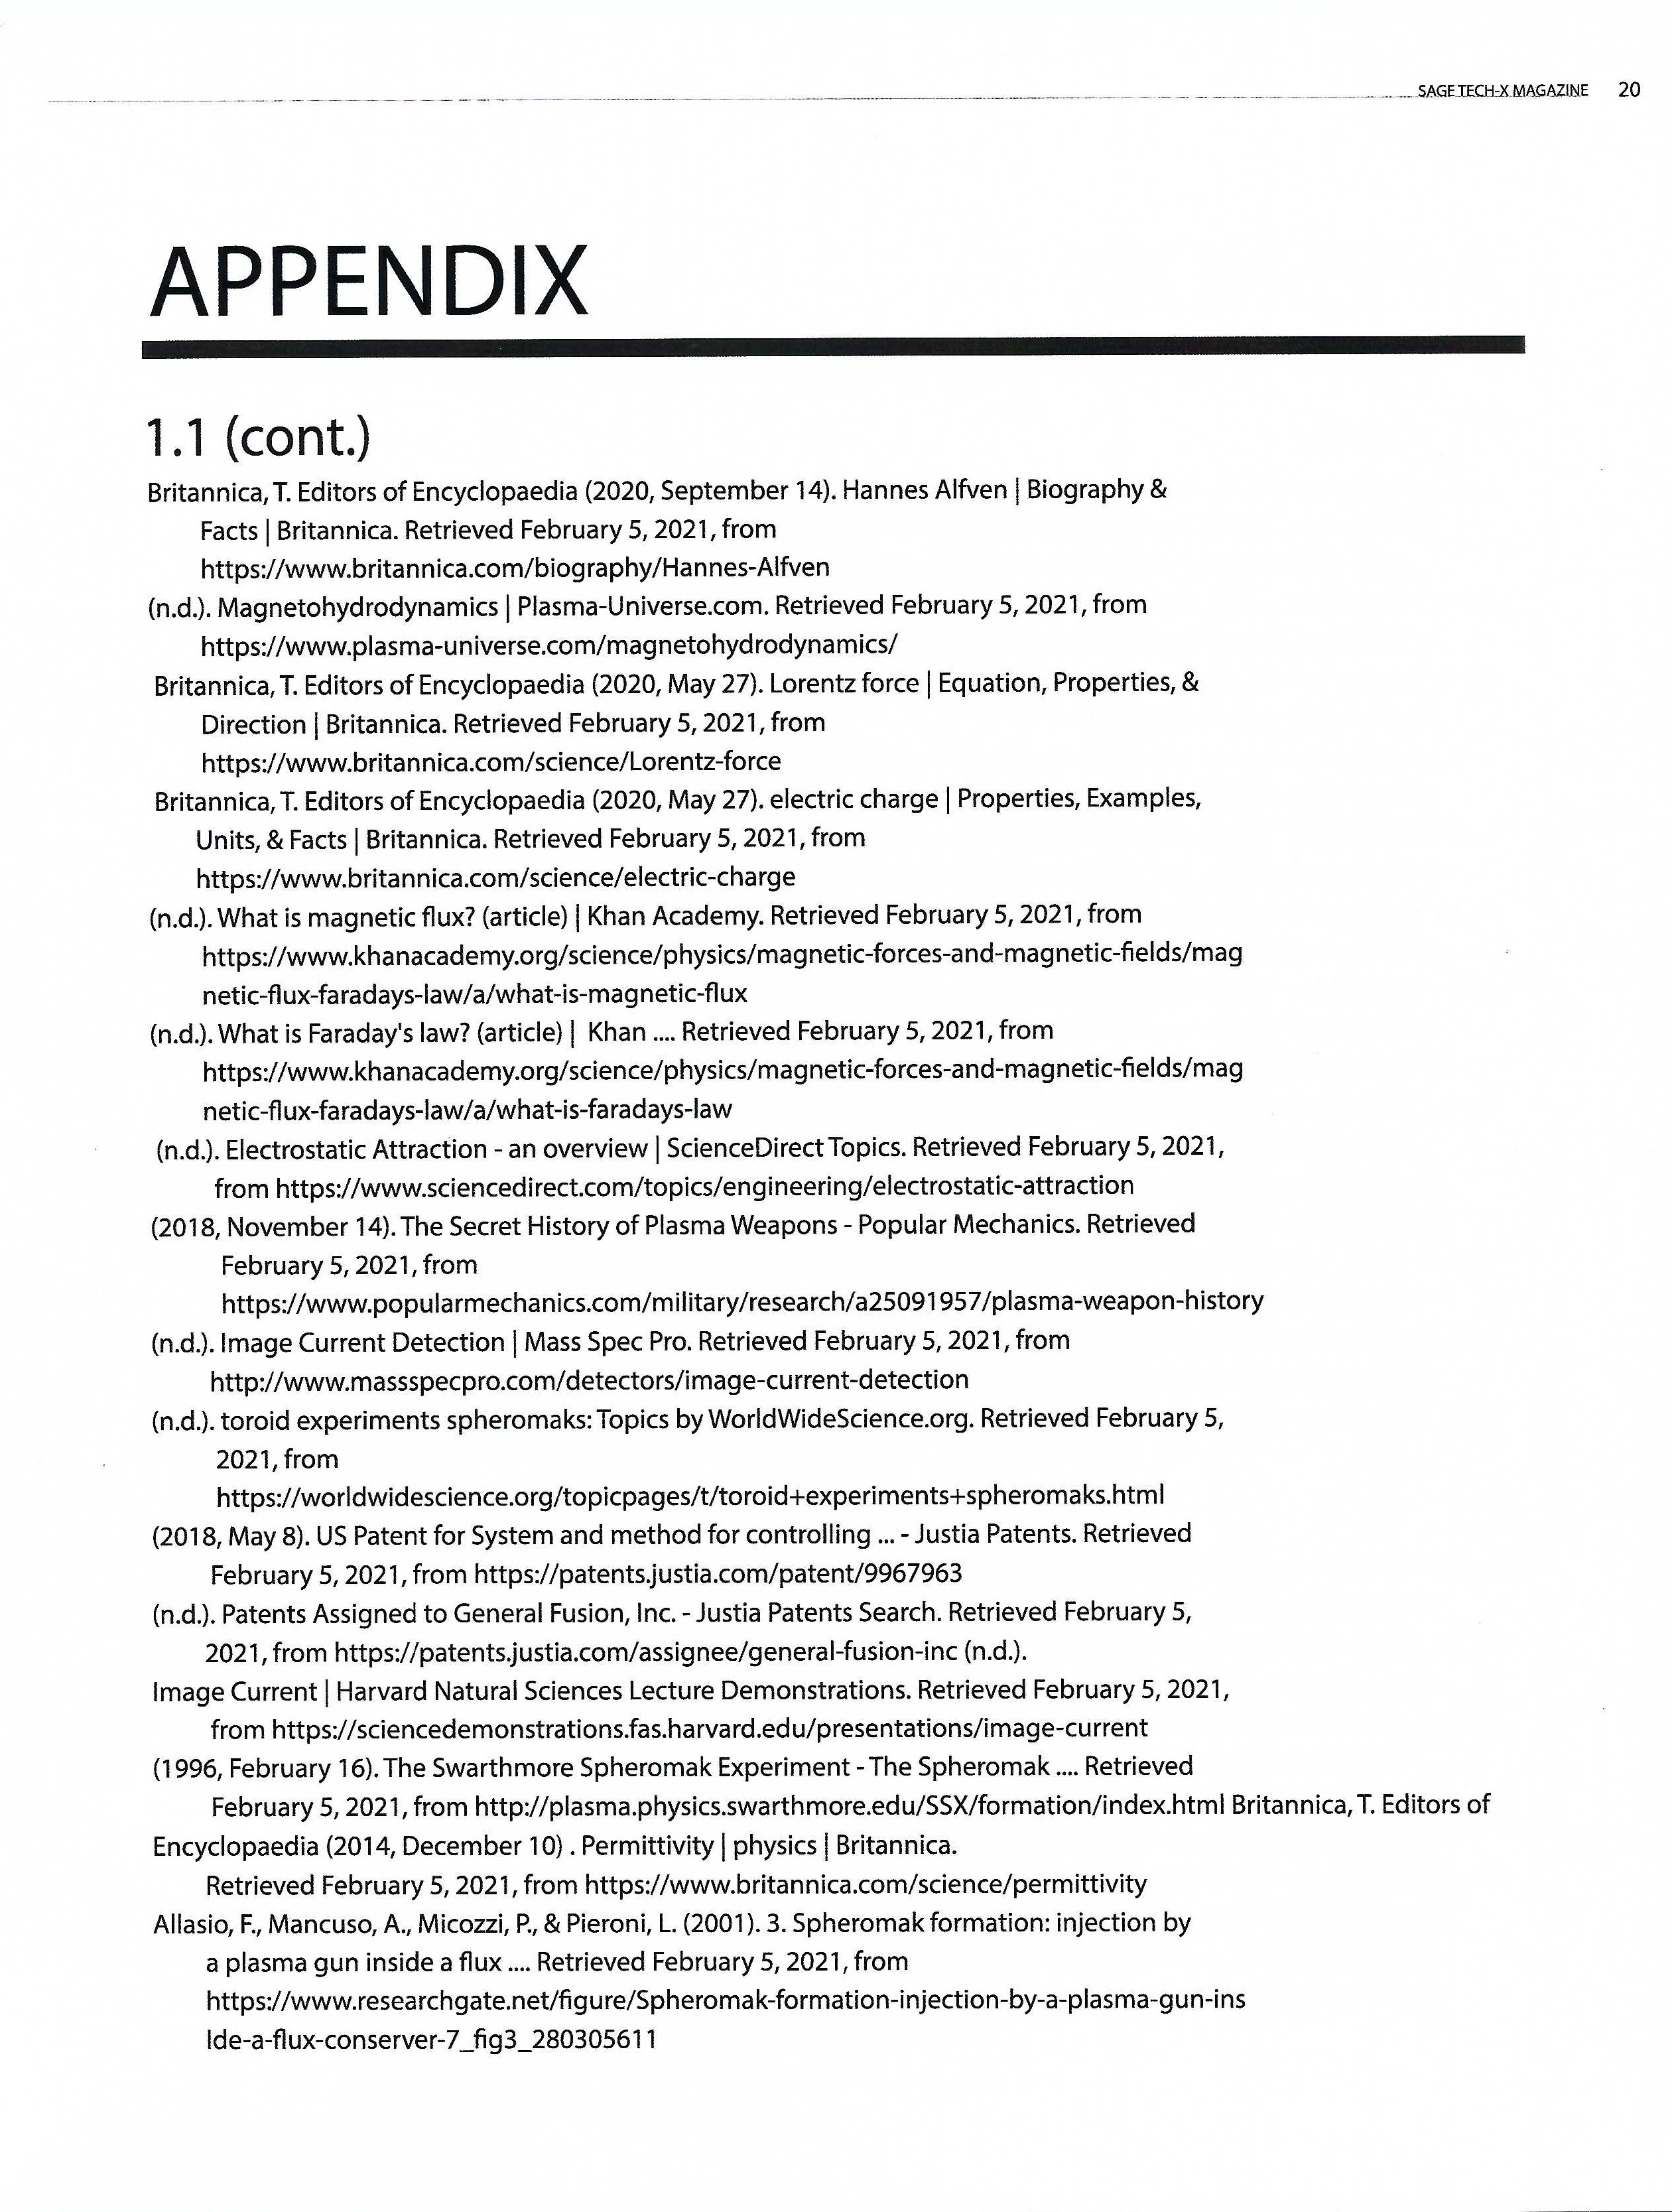 SAGE TECH-X MAGAZINE 20
APPENDIX
1.1 (cont.)
Britannica, T. Editors of Encyclopaedia (2020, September 14). Hannes Alfven | Biography &
Facts | Britannica. Retrieved February 5, 2021, from
https://www.britannica.com/biography/Hannes-Alfven
(n.d.). Magnetohydrodynamics | Plasma-Universe.com. Retrieved February 5, 2021, from
https://www.plasma-universe.com/magnetohydrodynamics/
Britannica, T. Editors of Encyclopaedia (2020, May 27). Lorentz force | Equation, Properties, &
Direction | Britannica. Retrieved February 5, 2021, from
https://www.britannica.com/science/Lorentz-force
Britannica, T. Editors of Encyclopaedia (2020, May 27). electric charge | Properties, Examples,
Units, & Facts | Britannica. Retrieved February 5, 2021, from
https://www.britannica.com/science/electric-charge
(n.d.). What is magnetic flux? (article) | Khan Academy. Retrieved February 5, 2021, from
https://www.khanacademy.org/science/physics/magnetic-forces-and-magnetic-fields/mag
netic-flux-faradays-law/a/what-is-magnetic-flux
(n.d.). What is Faraday's law? (article) | Khan .... Retrieved February 5, 2021, from
https://www.khanacademy.org/science/physics/magnetic-forces-and-magnetic-fields/mag
netic-flux-faradays-law/a/what-is-faradays-law
(n.d.). Electrostatic Attraction - an overview | ScienceDirect Topics. Retrieved February 5, 2021,
from https://www.sciencedirect.com/topics/engineering/electrostatic-attraction
(2018, November 14). The Secret History of Plasma Weapons - Popular Mechanics. Retrieved
February 5, 2021, from
https://www.popularmechanics.com/military/research/a25091957/plasma-weapon-history
(n.d.). Image Current Detection | Mass Spec Pro. Retrieved February 5, 2021, from
http://www.massspecpro.com/detectors/image-current-detection
(n.d.). toroid experiments spheromaks: Topics by WorldWideScience.org. Retrieved February 5,
2021, from
https://worldwidescience.org/topicpages/t/toroid+experiments+spheromaks.html
(2018, May 8). US Patent for System and method for controlling ... - Justia Patents. Retrieved
February 5, 2021, from https://patents.justia.com/patent/9967963
(n.d.). Patents Assigned to General Fusion, Inc. - Justia Patents Search. Retrieved February 5,
2021, from https://patents.justia.com/assignee/general-fusion-inc (n.d.).
Image Current | Harvard Natural Sciences Lecture Demonstrations. Retrieved February 5, 2021,
from https://sciencedemonstrations.fas.harvard.edu/presentations/image-current
(1996, February 16). The Swarthmore Spheromak Experiment - The Spheromak .... Retrieved
February 5, 2021, from http://plasma.physics.swarthmore.edu/SSX/formation/index.html Britannica, T. Editors of
Encyclopaedia (2014, December 10) . Permittivity | physics | Britannica.
Retrieved February 5, 2021, from https://www.britannica.com/science/permittivity
Allasio, F., Mancuso, A., Micozzi, P., & Pieroni, L. (2001). 3. Spheromak formation: injection by
a plasma gun inside a flux .... Retrieved February 5, 2021, from
https://www.researchgate.net/figure/Spheromak-formation-injection-by-a-plasma-gun-ins
Ide-a-flux-conserver-7_fig3_280305611